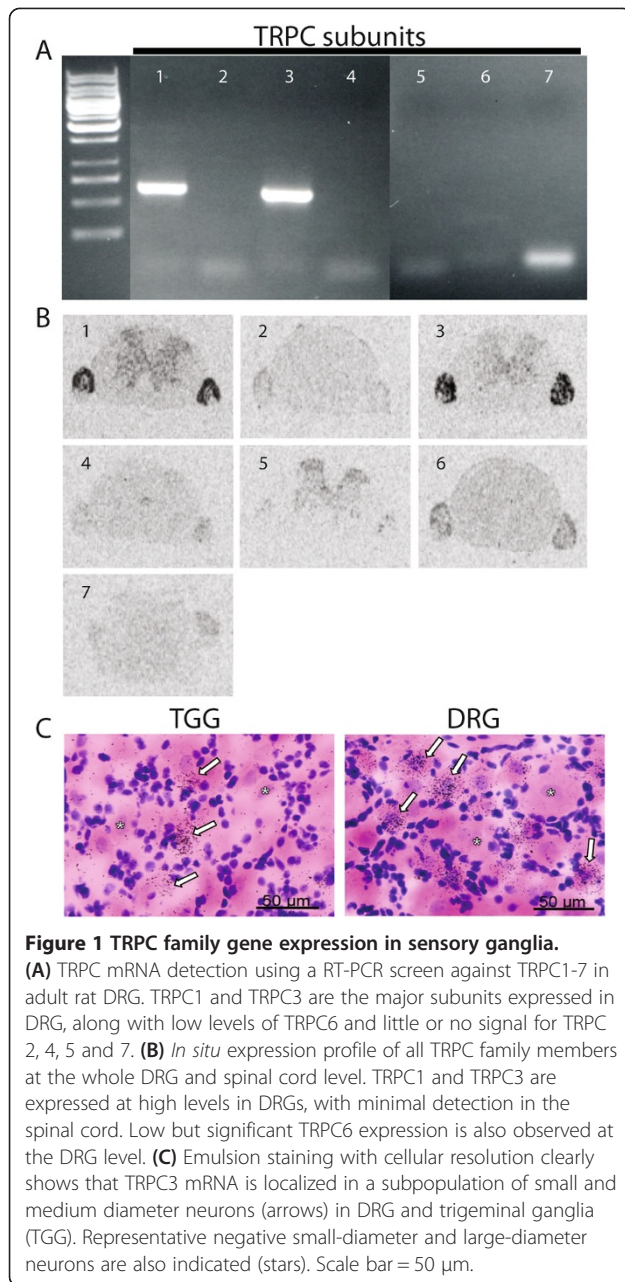 TRPC subunits
A
1 2 3 4 5 6 7
B
1 2 3
4 5 6
7
TGG DRG
C
* * * *
50 µm 50 µm
Figure 1 TRPC family gene expression in sensory ganglia.
(A) TRPC mRNA detection using a RT-PCR screen against TRPC1-7 in
adult rat DRG. TRPC1 and TRPC3 are the major subunits expressed in
DRG, along with low levels of TRPC6 and little or no signal for TRPC
2, 4, 5 and 7. (B) In situ expression profile of all TRPC family members
at the whole DRG and spinal cord level. TRPC1 and TRPC3 are
expressed at high levels in DRGs, with minimal detection in the
spinal cord. Low but significant TRPC6 expression is also observed at
the DRG level. (C) Emulsion staining with cellular resolution clearly
shows that TRPC3 mRNA is localized in a subpopulation of small and
medium diameter neurons (arrows) in DRG and trigeminal ganglia
(TGG). Representative negative small-diameter and large-diameter
neurons are also indicated (stars). Scale bar = 50 µm.